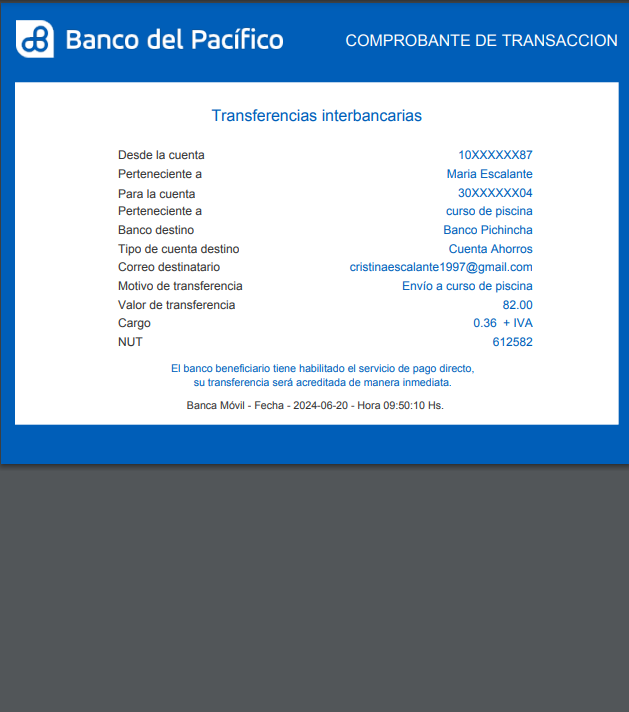 Banco del Pacífico
COMPROBANTE DE TRANSACCION
Transferencias interbancarias
Desde la cuenta 10XXXXXX87
Perteneciente a Maria Escalante
Para la cuenta 30XXXXXX04
Perteneciente a curso de piscina
Banco destino Banco Pichincha
Tipo de cuenta destino Cuenta Ahorros
Correo destinatario cristinaescalante1997@gmail.com
Motivo de transferencia Envío a curso de piscina
Valor de transferencia 82.00
Cargo 0.36 + IVA
NUT 612582
El banco beneficiario tiene habilitado el servicio de pago directo,
su transferencia será acreditada de manera inmediata.
Banca Móvil - Fecha - 2024-06-20 - Hora 09:50:10 Hs.